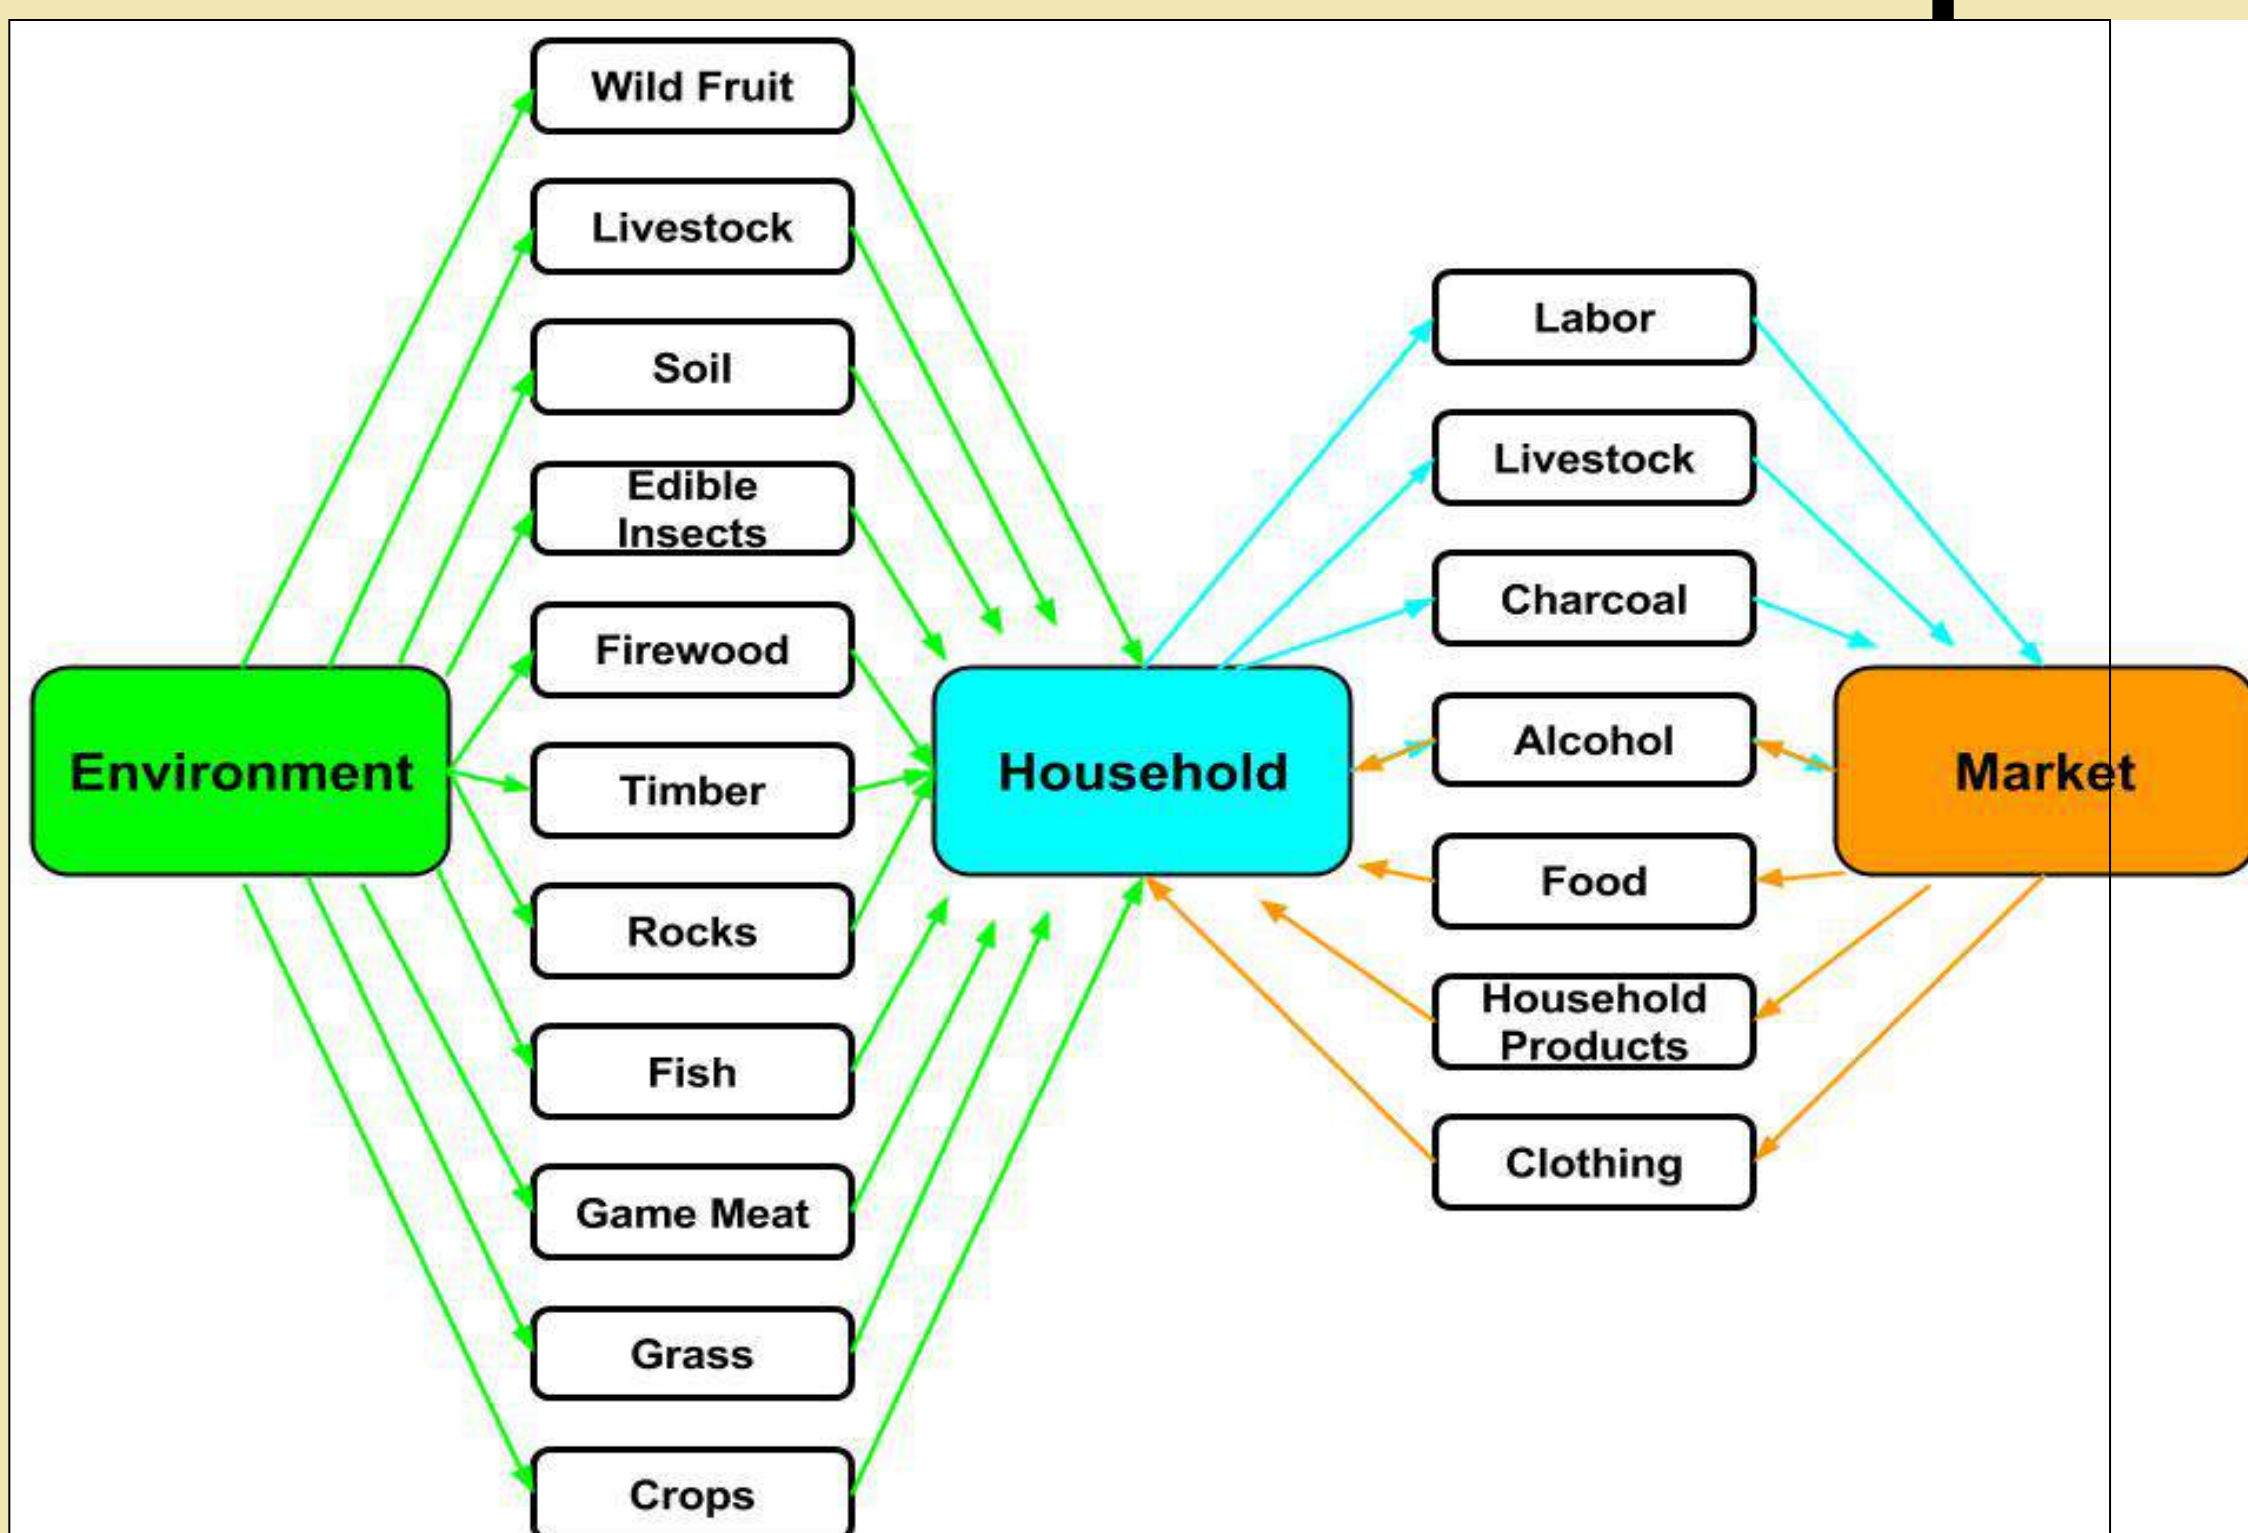 Wild Fruit
Livestock
Soil
Edible
Insects
Firewood
Timber
Rocks
Fish
Game Meat
Grass
Crops
Environment
Household
Labor
Livestock
Charcoal
Alcohol
Food
Household
Products
Clothing
Market